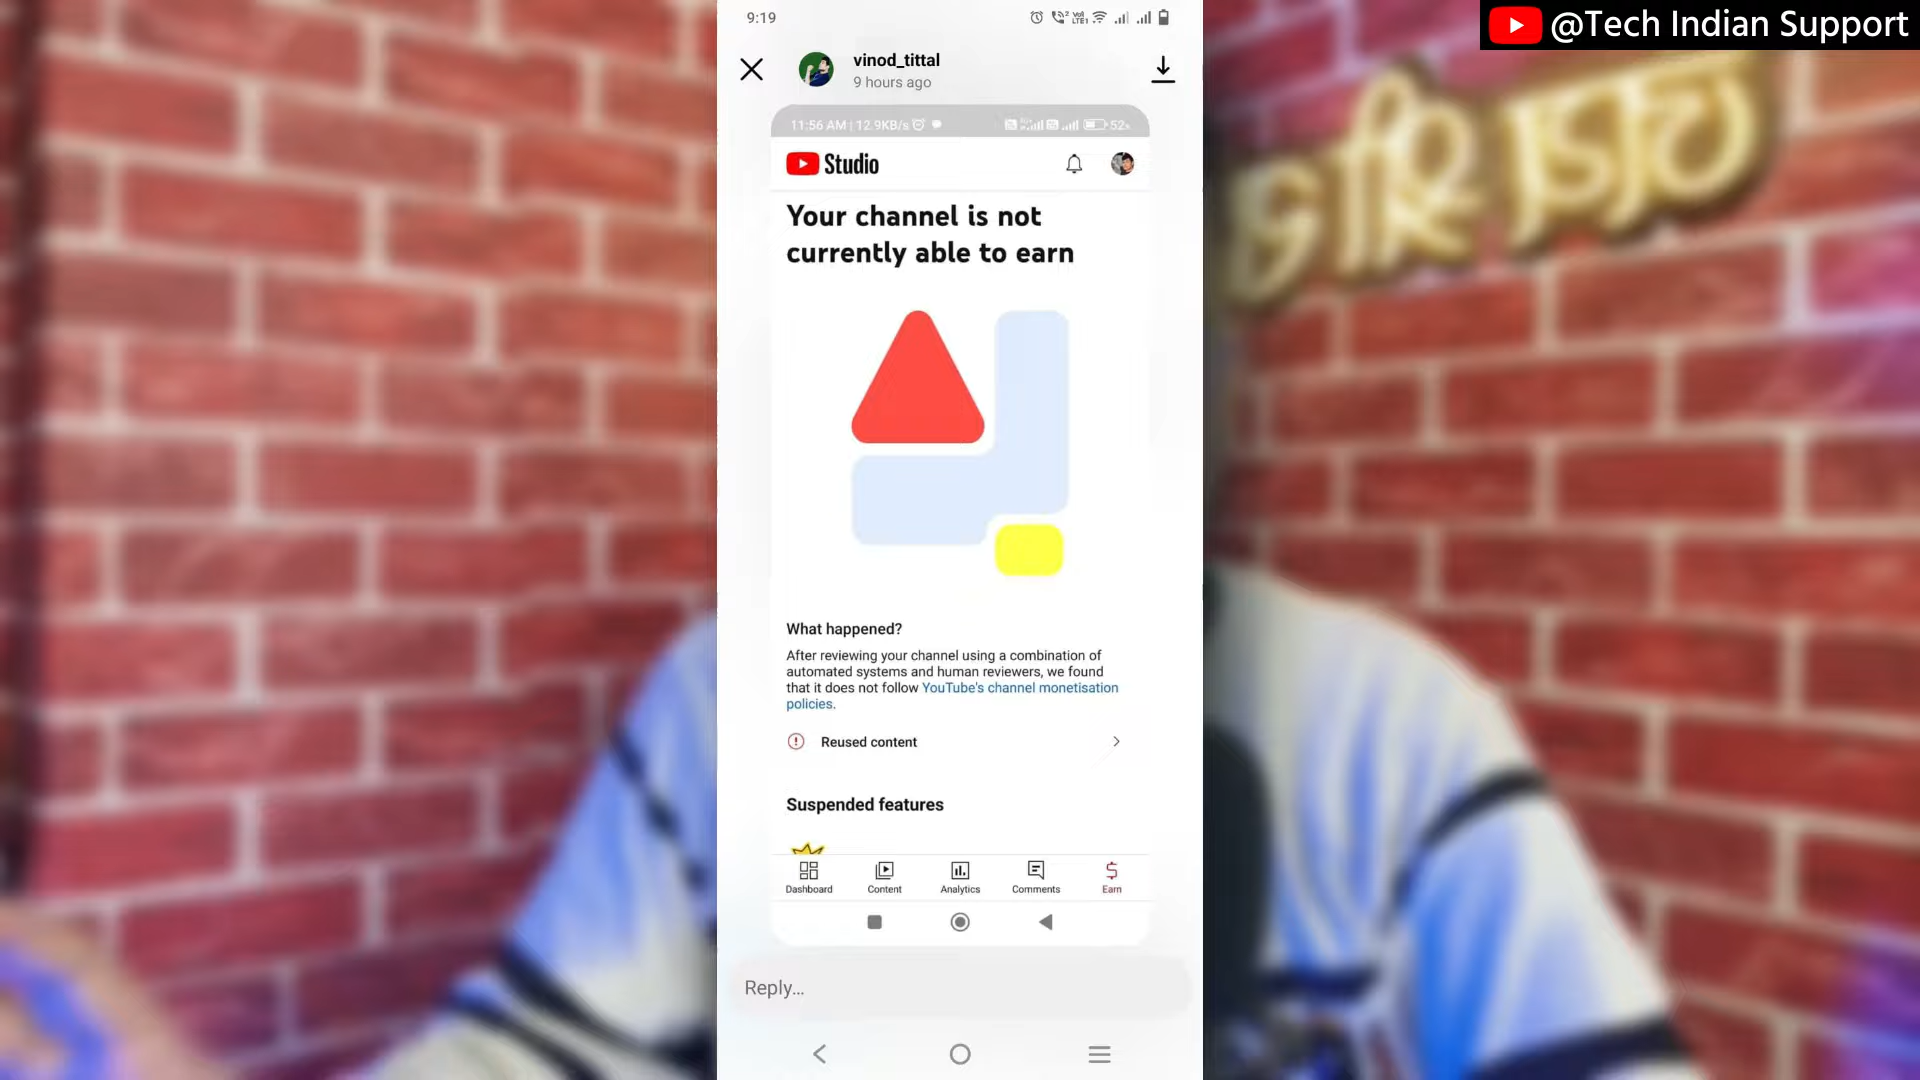 @Tech Indian Support
9:19
vinod_tittal
9 hours ago
11:56 AM | 12.9KB/s
52
Studio
Your channel is not
currently able to earn
What happened?
After reviewing your channel using a combination of
automated systems and human reviewers, we found
that it does not follow YouTube's channel monetisation
policies.
Reused content
Suspended features
Dashboard
Content
Analytics
Comments
Earn
Reply...